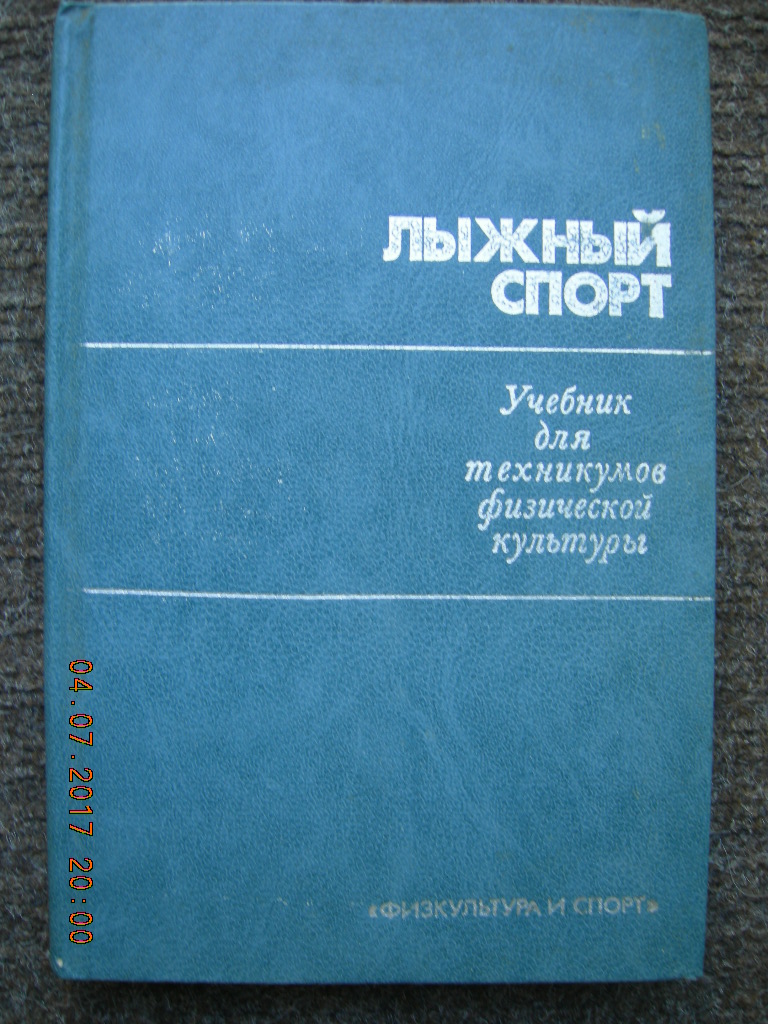 ЛЫЖНЫЙ
СПОРТ
Учебник
для
техникумов
физической
культуры
«ФИЗКУЛЬТУРА И СПОРТ»
04.07.2017 20:00